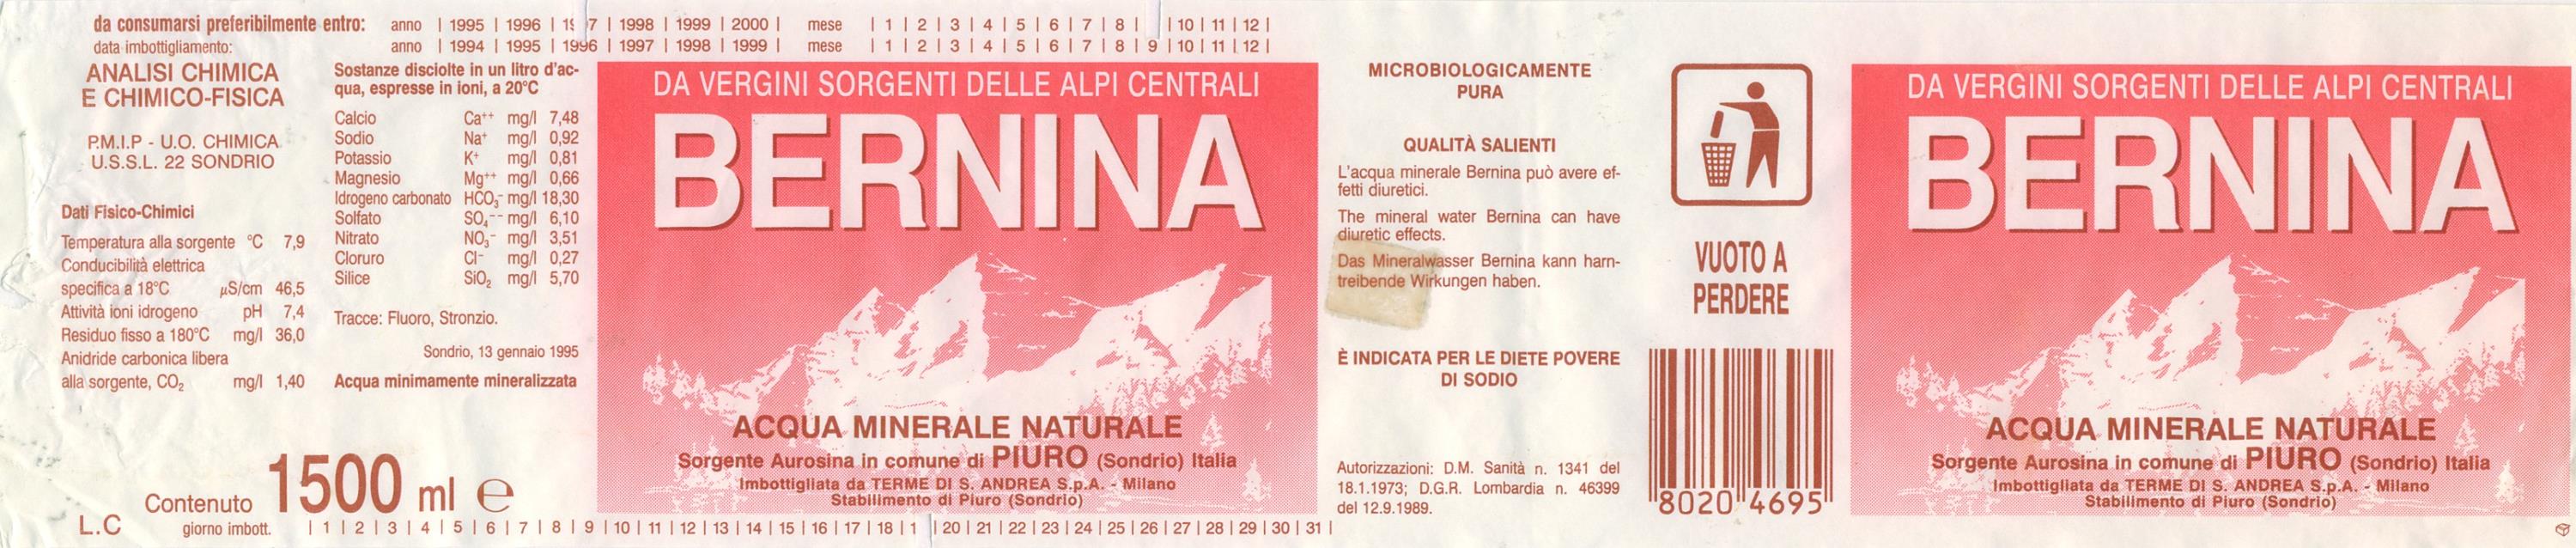 da consumarsi preferibilmente entro: anno | 1995 | 1996 | 19 7 | 1998 | 1999 | 2000 | mese | 1 | 2 | 3 | 4 | 5 | 6 | 7 | 8 | | 10 | 11 | 12 |
data imbottigliamento: anno | 1994 | 1995 | 1996 | 1997 | 1998 | 1999 | mese | 1 | 2 | 3 | 4 | 5 | 6 | 7 | 8 | 9 | 10 | 11 | 12 |
ANALISI CHIMICA
E CHIMICO-FISICA
P.M.I.P - U.O. CHIMICA
U.S.S.L. 22 SONDRIO
Dati Fisico-Chimici
Temperatura alla sorgente °C 7,9
Conducibilità elettrica
specifica a 18°C µS/cm 46,5
Attività ioni idrogeno pH 7,4
Residuo fisso a 180°C mg/l 36,0
Anidride carbonica libera
alla sorgente, CO₂ mg/l 1,40
Sostanze disciolte in un litro d'ac-
qua, espresse in ioni, a 20°C
Calcio Ca⁺⁺ mg/l 7,48
Sodio Na⁺ mg/l 0,92
Potassio K⁺ mg/l 0,81
Magnesio Mg⁺⁺ mg/l 0,66
Idrogeno carbonato HCO₃⁻ mg/l 18,30
Solfato SO₄⁻⁻ mg/l 6,10
Nitrato NO₃⁻ mg/l 3,51
Cloruro Cl⁻ mg/l 0,27
Silice SiO₂ mg/l 5,70
Tracce: Fluoro, Stronzio.
Sondrio, 13 gennaio 1995
Acqua minimamente mineralizzata
Contenuto 1500 ml ℮
L.C giorno imbott. | 1 | 2 | 3 | 4 | 5 | 6 | 7 | 8 | 9 | 10 | 11 | 12 | 13 | 14 | 15 | 16 | 17 | 18 | 1 | 20 | 21 | 22 | 23 | 24 | 25 | 26 | 27 | 28 | 29 | 30 | 31 |
DA VERGINI SORGENTI DELLE ALPI CENTRALI
BERNINA
ACQUA MINERALE NATURALE
Sorgente Aurosina in comune di PIURO (Sondrio) Italia
Imbottigliata da TERME DI S. ANDREA S.p.A. - Milano
Stabilimento di Piuro (Sondrio)
MICROBIOLOGICAMENTE
PURA
QUALITÀ SALIENTI
L'acqua minerale Bernina può avere ef-
fetti diuretici.
The mineral water Bernina can have
diuretic effects.
Das Mineralwasser Bernina kann harn-
treibende Wirkungen haben.
È INDICATA PER LE DIETE POVERE
DI SODIO
Autorizzazioni: D.M. Sanità n. 1341 del
18.1.1973; D.G.R. Lombardia n. 46399
del 12.9.1989.
VUOTO A
PERDERE
8020 4695
DA VERGINI SORGENTI DELLE ALPI CENTRALI
BERNINA
ACQUA MINERALE NATURALE
Sorgente Aurosina in comune di PIURO (Sondrio) Italia
Imbottigliata da TERME DI S. ANDREA S.p.A. - Milano
Stabilimento di Piuro (Sondrio)